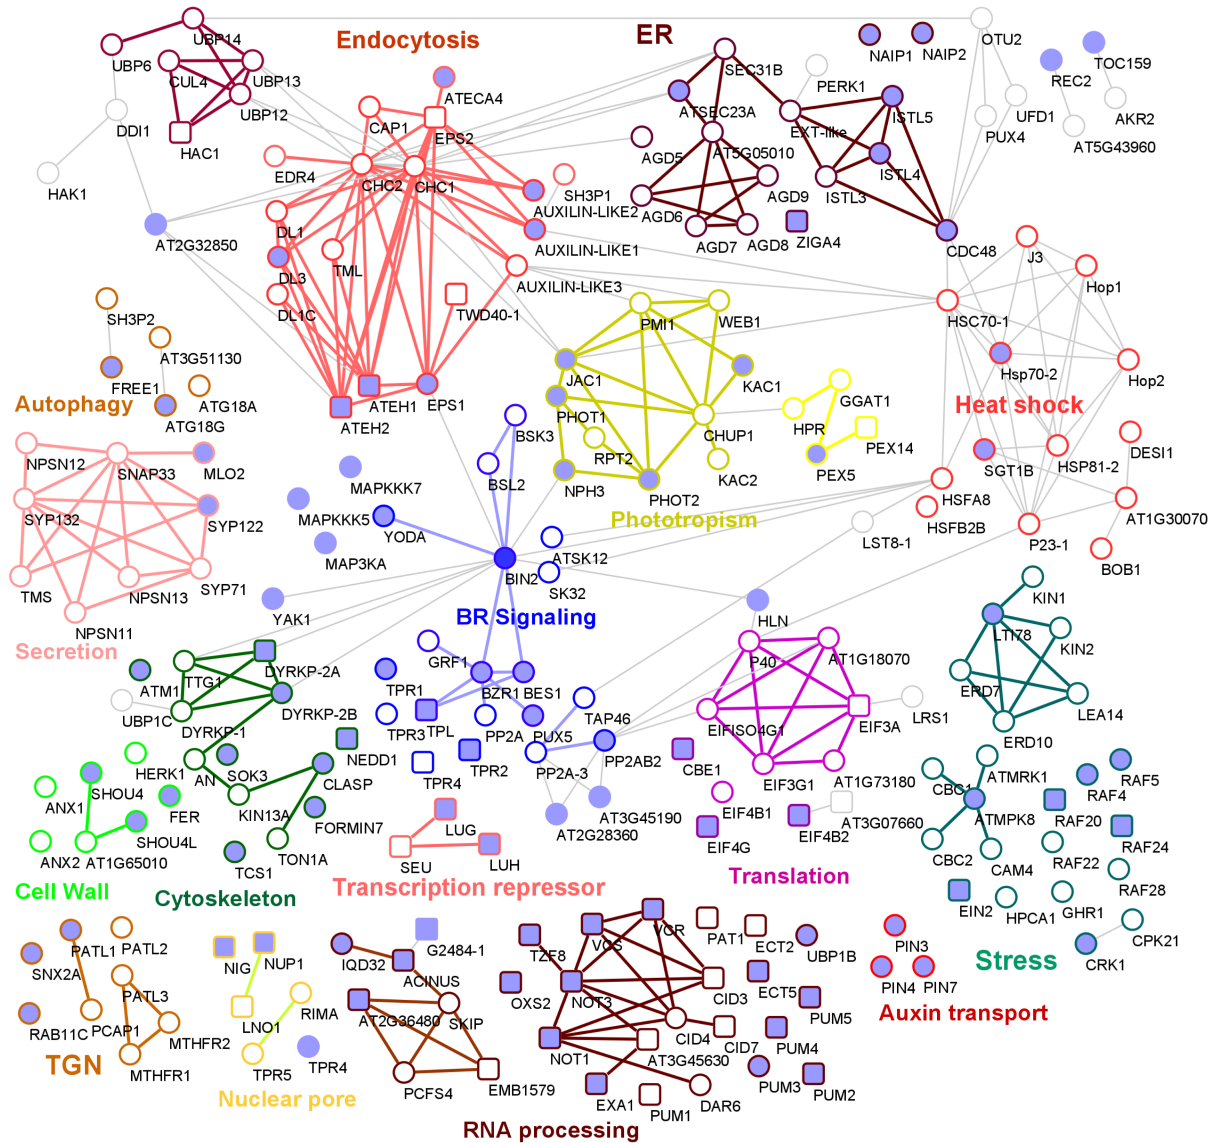 UBP14
Endocytosis
ER
NAIP1
NAIP2
OTU2
TOC159
UBP6
CUL4
UBP13
SEC31B
PERK1
REC2
ATECA4
UBP12
CAP1
ATSEC23A
EXT-like
ISTL5
UFD1
AKR2
DDI1
HAC1
EPS2
PUX4
AT5G43960
AGD5
AT5G05010
EDR4
CHC2
CHC1
ISTL4
HAK1
SH3P1
AGD9
ISTL3
AUXILIN-LIKE2
AGD6
AT2G32850
DL1
AGD7
AGD8
ZIGA4
AUXILIN-LIKE1
CDC48
J3
DL3
TML
Hop1
AUXILIN-LIKE3
SH3P2
DL1C
TWD40-1
PMI1
WEB1
HSC70-1
AT3G51130
JAC1
KAC1
Hsp70-2
Hop2
FREE1
ATEH1
EPS1
GGAT1
Autophagy
ATG18A
ATG18G
ATEH2
PHOT1
CHUP1
HPR
Heat shock
BSK3
RPT2
PEX14
NPSN12
SNAP33
MLO2
KAC2
PEX5
SGT1B
HSP81-2
DESI1
MAPKKK7
BSL2
NPH3
PHOT2
SYP132
SYP122
MAPKKK5
YODA
Phototropism
HSFA8
HSFB2B
AT1G30070
LST8-1
P23-1
MAP3KA
ATSK12
BOB1
TMS
NPSN13
SYP71
BIN2
SK32
NPSN11
YAK1
BR Signaling
HLN
KIN1
Secretion
GRF1
P40
AT1G18070
LTI78
KIN2
TTG1
DYRKP-2A
ATM1
TPR1
BZR1
BES1
ERD7
UBP1C
DYRKP-1
DYRKP-2B
TPR3
TPL
PP2A
PUX5
TAP46
EIFISO4G1
EIF3A
LRS1
LEA14
ERD10
HERK1
AN
SOK3
NEDD1
TPR4
TPR2
PP2A-3
PP2AB2
CBE1
EIF3G1
AT1G73180
ATMRK1
CBC1
RAF5
ANX1
SHOU4
FER
KIN13A
CLASP
RAF4
AT3G45190
EIF4B1
AT3G07660
ATMPK8
RAF20
SHOU4L
FORMIN7
LUG
AT2G28360
EIF4G
EIF4B2
ANX2
AT1G65010
TCS1
TON1A
SEU
LUH
CBC2
CAM4
RAF22
RAF24
Cell Wall
Cytoskeleton
Transcription repressor
Translation
EIN2
HPCA1
GHR1
RAF28
PATL1
PATL2
NIG
NUP1
IQD32
G2484-1
TZF8
VCS
VCR
PAT1
ECT2
UBP1B
PIN3
CPK21
CRK1
Stress
SNX2A
ACINUS
PATL3
OXS2
NOT3
CID3
ECT5
PIN4
PIN7
RAB11C
PCAP1
LNO1
RIMA
AT2G36480
SKIP
PUM5
Auxin transport
MTHFR2
CID4
CID7
PUM4
TGN
MTHFR1
TPR5
TPR4
NOT1
AT3G45630
PCFS4
EMB1579
EXA1
PUM1
DAR6
PUM3
PUM2
Nuclear pore
RNA processing